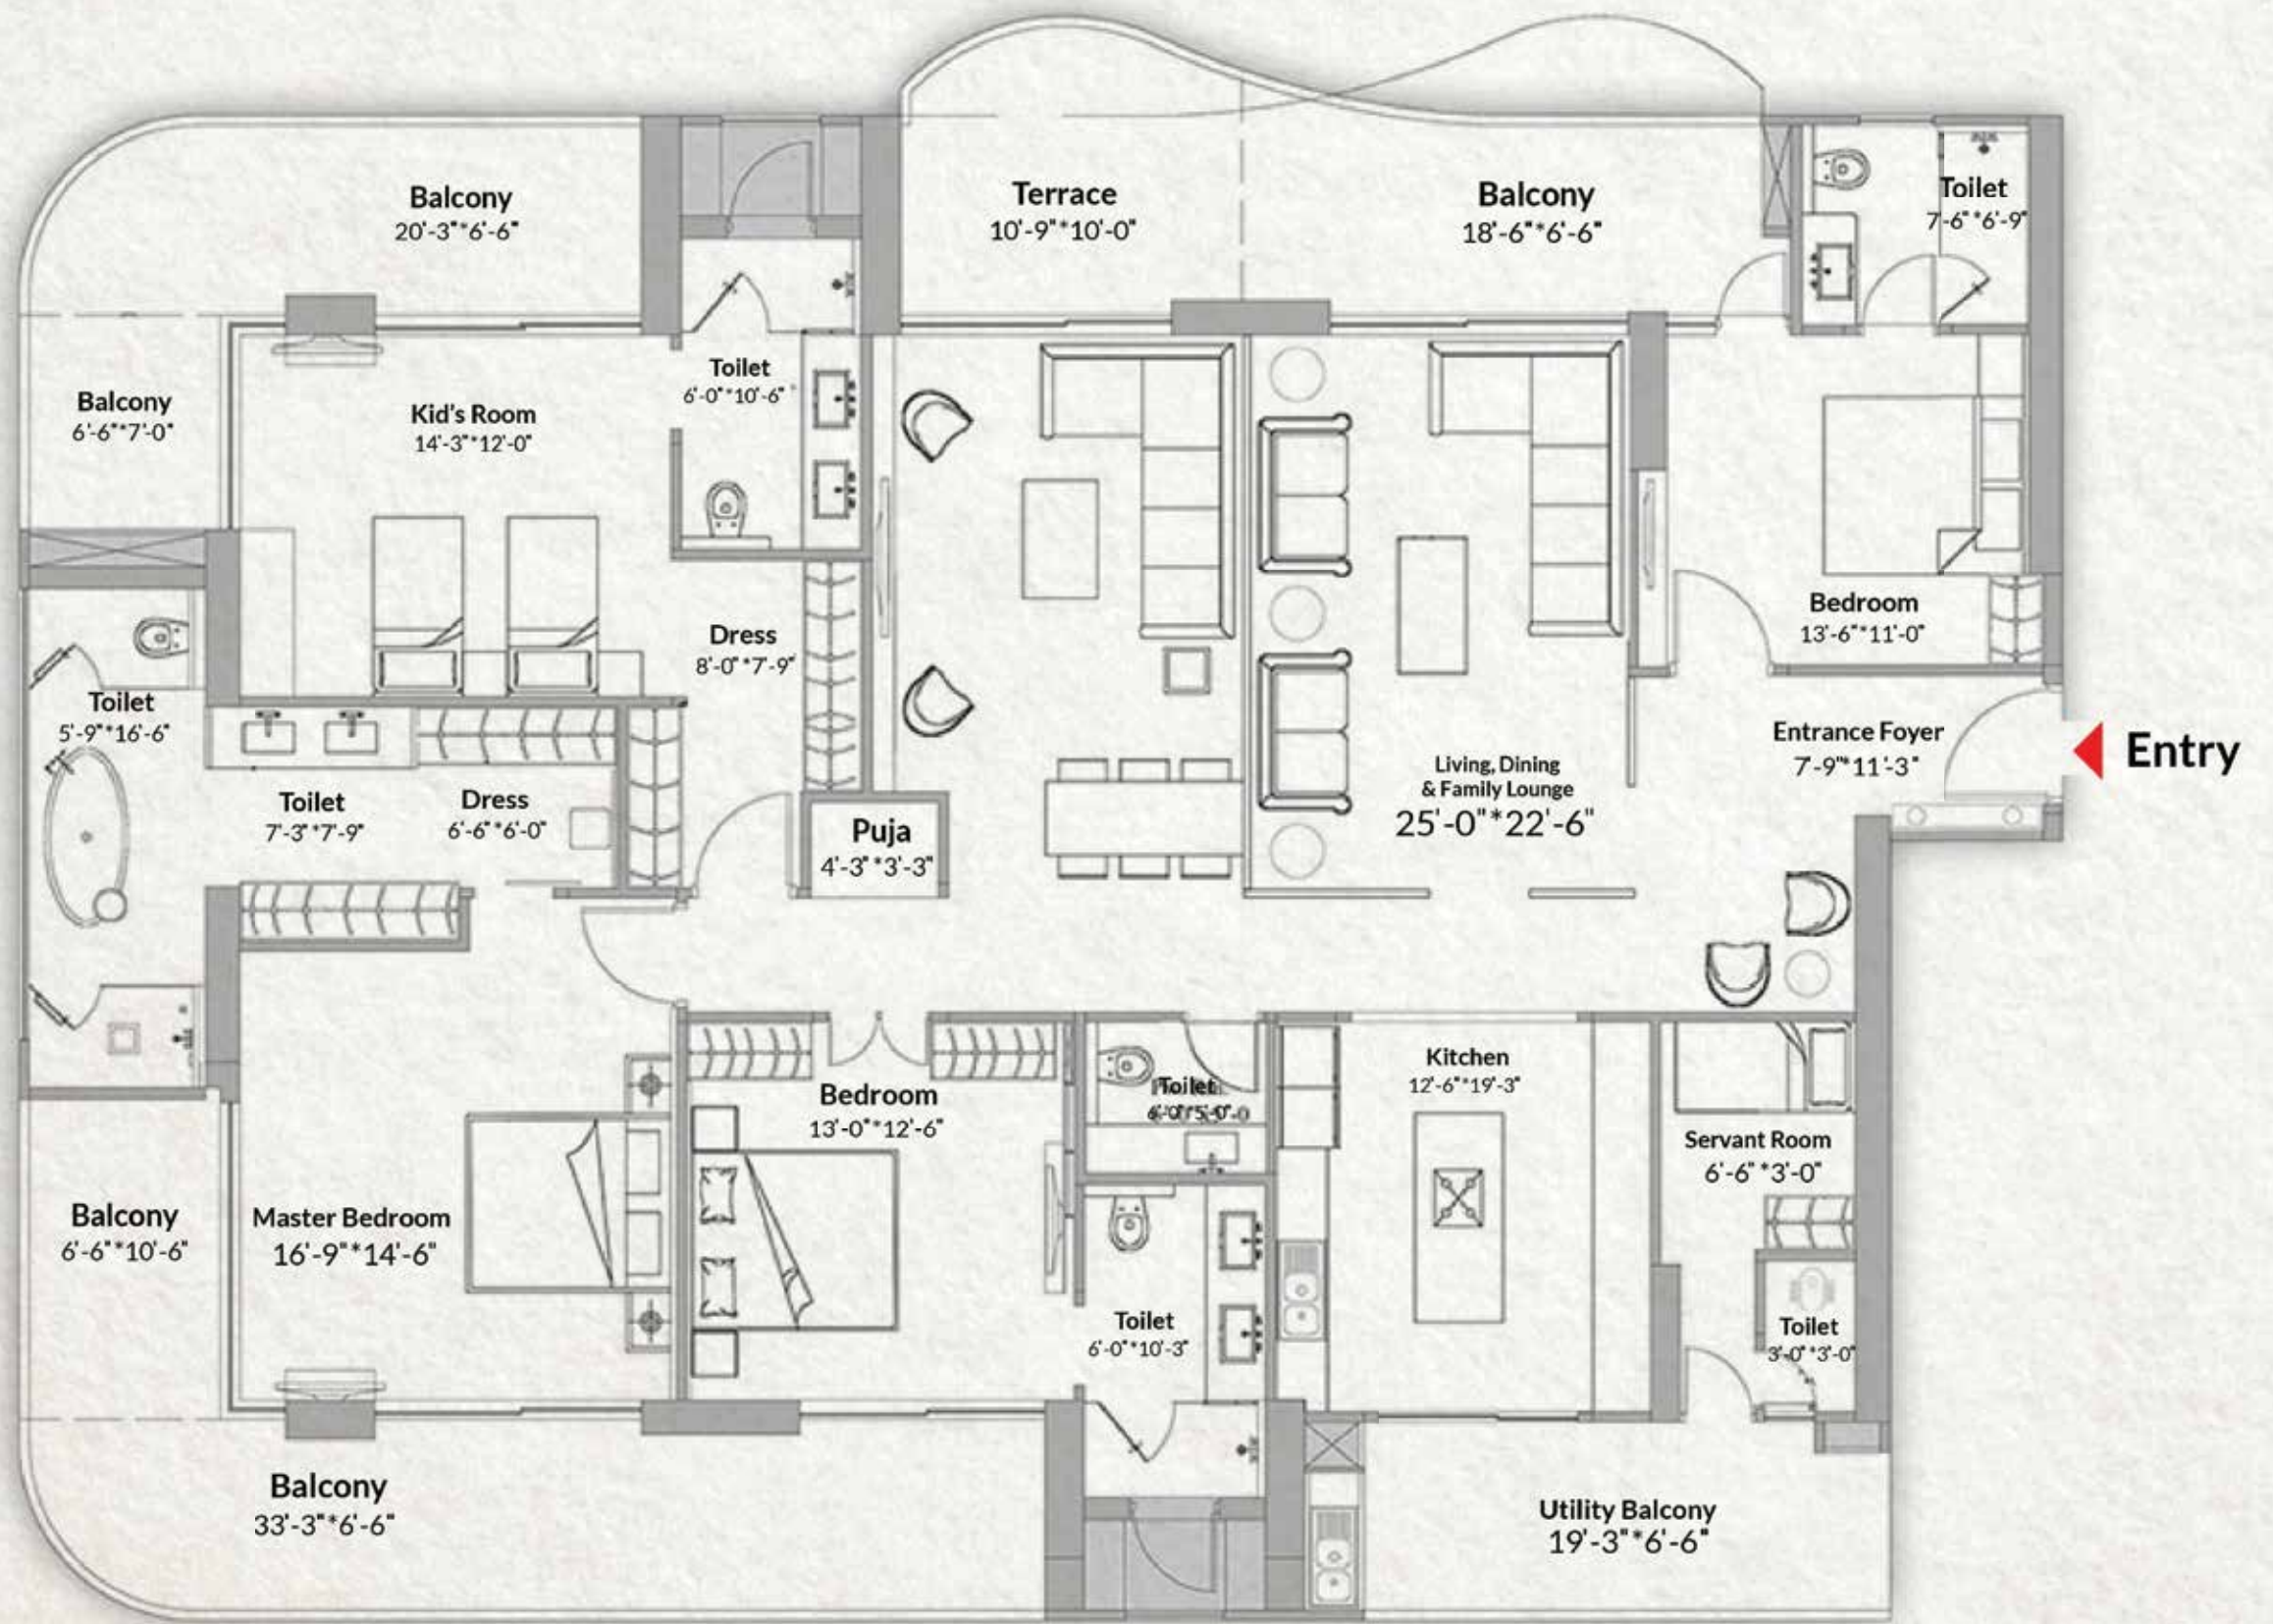 Balcony
20'-3"*6'-6"
Terrace
10'-9"*10'-0"
Balcony
18'-6"*6'-6"
Toilet
7'-6"*6'-9"
Balcony
6'-6"*7'-0"
Kid's Room
14'-3"*12'-0"
Toilet
6'-0"*10'-6"
Bedroom
13'-6"*11'-0"
Dress
8'-0"*7'-9"
Toilet
5'-9"*16'-6"
Toilet
7'-3"*7'-9"
Dress
6'-6"*6'-0"
Puja
4'-3"*3'-3"
Living, Dining
& Family Lounge
25'-0"*22'-6"
Entrance Foyer
7'-9"*11'-3"
Entry
Bedroom
13'-0"*12'-6"
Toilet
Kitchen
12'-6"*19'-3"
Servant Room
6'-6"*3'-0"
Balcony
6'-6"*10'-6"
Master Bedroom
16'-9"*14'-6"
Toilet
6'-0"*10'-3"
Toilet
3'-0"*3'-0"
Balcony
33'-3"*6'-6"
Utility Balcony
19'-3"*6'-6"